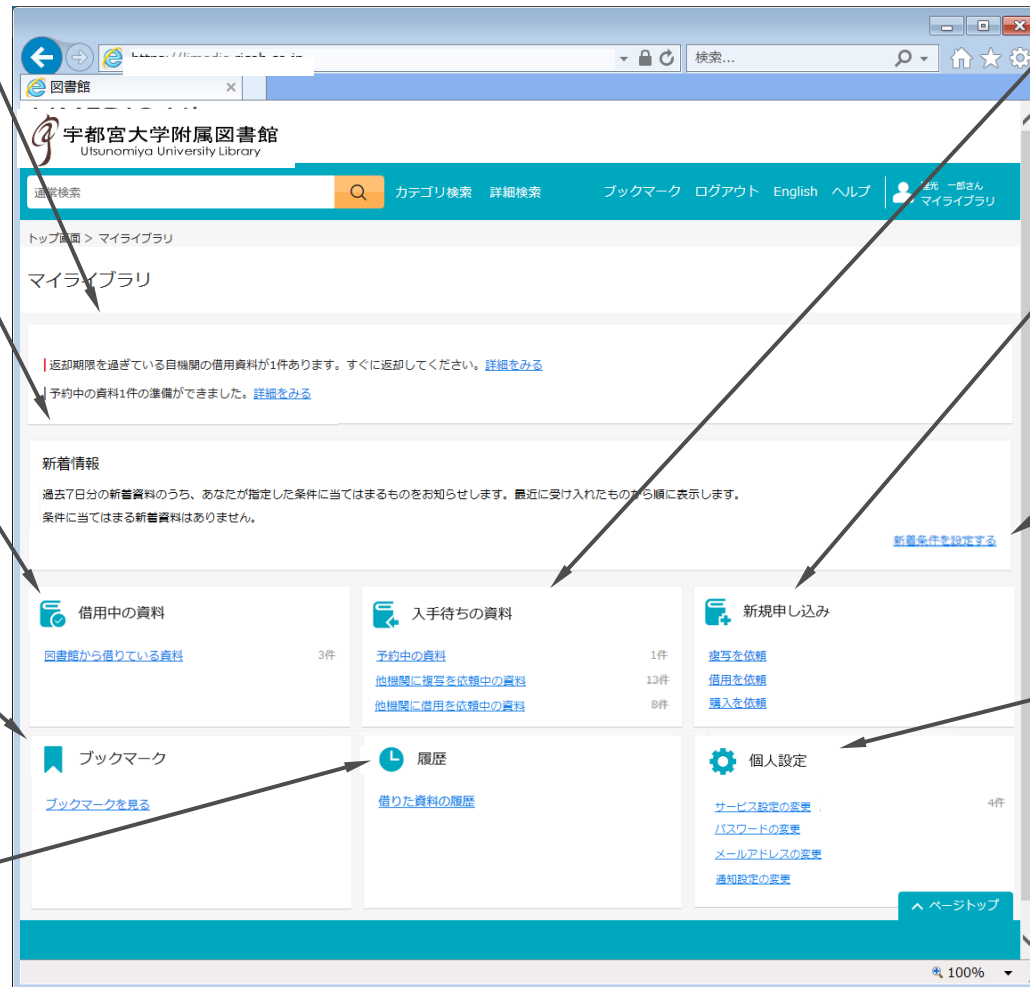 検索...
図書館
宇都宮大学附属図書館
Utsunomiya University Library
通常検索
カテゴリ検索 詳細検索 ブックマーク ログアウト English ヘルプ 一郎さん
マイライブラリ
トップ画面 > マイライブラリ
マイライブラリ
返却期限を過ぎている自機関の借用資料が1件あります。すぐに返却してください。詳細をみる
予約中の資料1件の準備ができました。詳細をみる
新着情報
過去7日分の新着資料のうち、あなたが指定した条件に当てはまるものをお知らせします。最近に受け入れたものから順に表示します。
条件に当てはまる新着資料はありません。
新着条件を設定する
借用中の資料
図書館から借りている資料 3件
入手待ちの資料
予約中の資料 1件
他機関に複写を依頼中の資料 13件
他機関に借用を依頼中の資料 8件
新規申し込み
複写を依頼
借用を依頼
購入を依頼
ブックマーク
ブックマークを見る
履歴
借りた資料の履歴
個人設定
サービス設定の変更 4件
パスワードの変更
メールアドレスの変更
通知設定の変更
ページトップ
100%